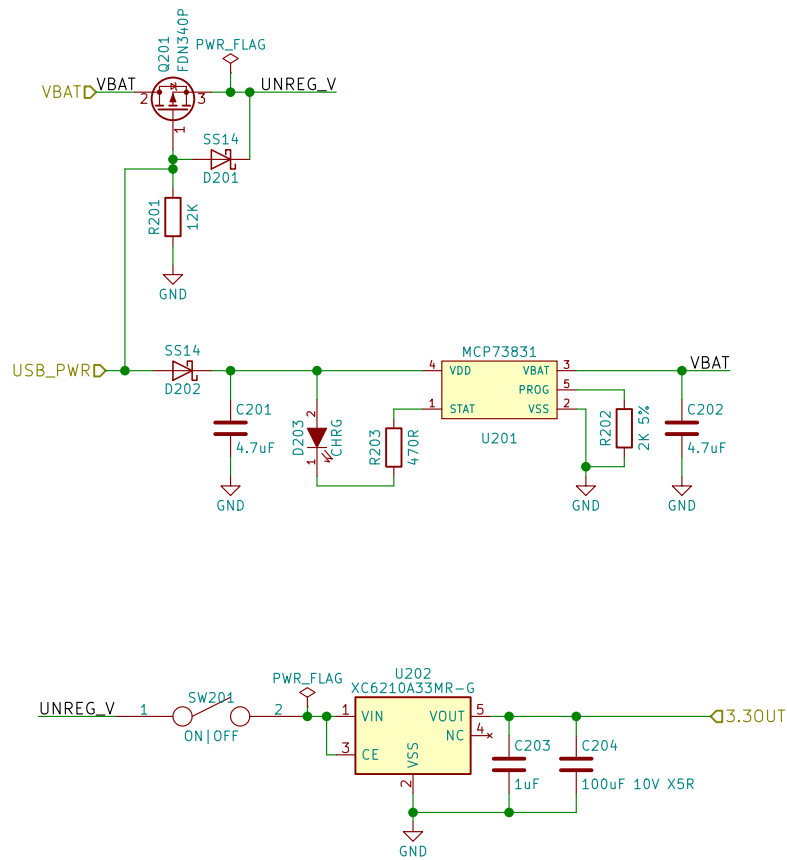 Q201
FDN340P
PWR_FLAG
VBAT
VBAT
UNREG_V
2
3
1
SS14
D201
R201
12K
GND
USB_PWR
SS14
D202
C201
4.7uF
GND
2
D203
CHRG
1
R203
470R
MCP73831
4
VDD
VBAT
3
PROG
5
1
STAT
VSS
2
U201
R202
2K 5%
GND
VBAT
C202
4.7uF
GND
UNREG_V
1
SW201
2
ON|OFF
PWR_FLAG
U202
XC6210A33MR-G
1
VIN
VOUT
5
NC
4
3
CE
VSS
2
C203
1uF
C204
100uF 10V X5R
3.3OUT
GND